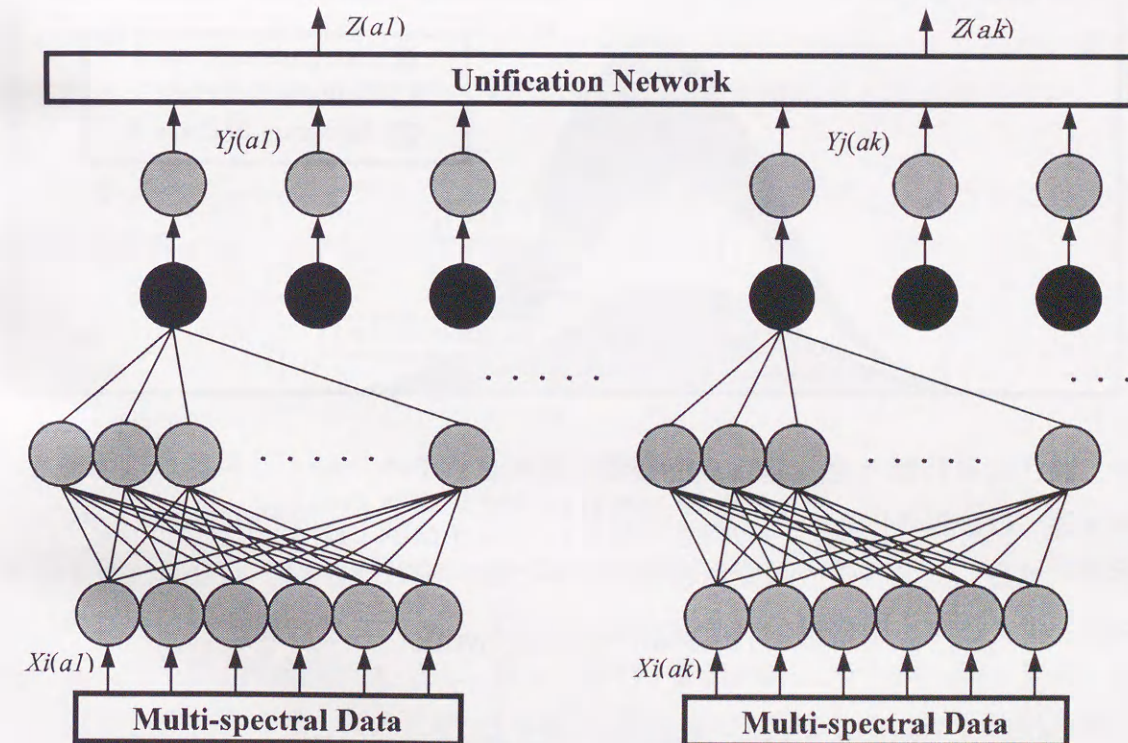 Z(a1)
Z(ak)
Unification Network
Yj(a1)
Yj(ak)
. . . . . .
. . . .
. . . . .
. . . . .
Xi(a1)
Xi(ak)
Multi-spectral Data
Multi-spectral Data